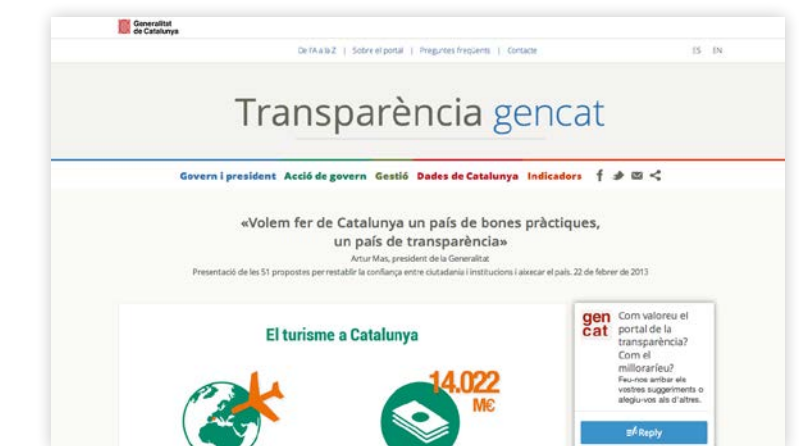 Generalitat
de Catalunya
De l'A a la Z | Sobre el portal | Preguntes freqüents | Contacte
ES EN
Transparència gencat
Govern i president Acció de govern Gestió Dades de Catalunya Indicadors
«Volem fer de Catalunya un país de bones pràctiques,
un país de transparència»
Artur Mas, president de la Generalitat
Presentació de les 51 propostes per restablir la confiança entre ciutadania i institucions i aixecar el país. 22 de febrer de 2013
El turisme a Catalunya
14.022
M€
gen
cat
Com valoreu el
portal de la
transparència?
Com el
milloraríeu?
Feu-nos arribar els
vostres suggeriments o
afegiu-vos als d'altres.
Reply